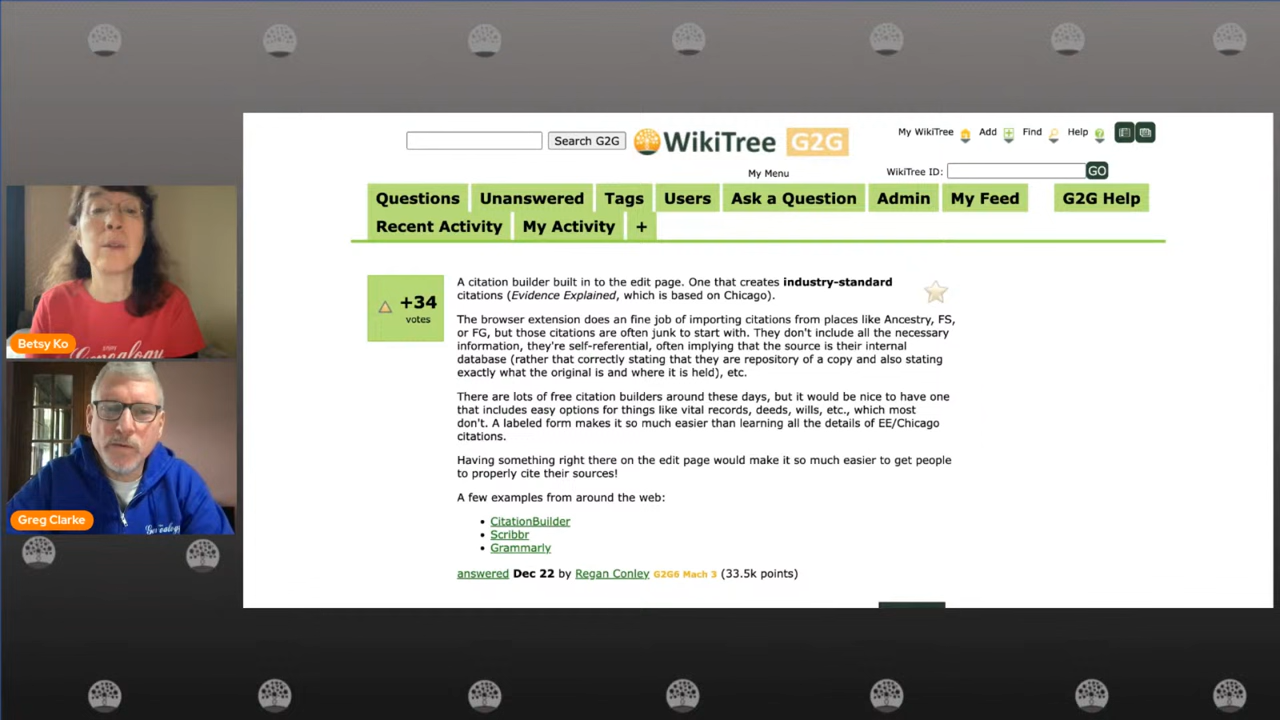 Search G2G
WikiTree G2G
My WikiTree Add Find Help
My Menu
WikiTree ID: GO
Questions Unanswered Tags Users Ask a Question Admin My Feed G2G Help
Recent Activity My Activity +
+34
votes
A citation builder built in to the edit page. One that creates industry-standard
citations (Evidence Explained, which is based on Chicago).
The browser extension does an fine job of importing citations from places like Ancestry, FS,
or FG, but those citations are often junk to start with. They don't include all the necessary
information, they're self-referential, often implying that the source is their internal
database (rather that correctly stating that they are repository of a copy and also stating
exactly what the original is and where it is held), etc.
There are lots of free citation builders around these days, but it would be nice to have one
that includes easy options for things like vital records, deeds, wills, etc., which most
don't. A labeled form makes it so much easier than learning all the details of EE/Chicago
citations.
Having something right there on the edit page would make it so much easier to get people
to properly cite their sources!
A few examples from around the web:
• CitationBuilder
• Scribbr
• Grammarly
answered Dec 22 by Regan Conley G2G6 Mach 3 (33.5k points)
Betsy Ko
Genealogy
Greg Clarke
Genealogy